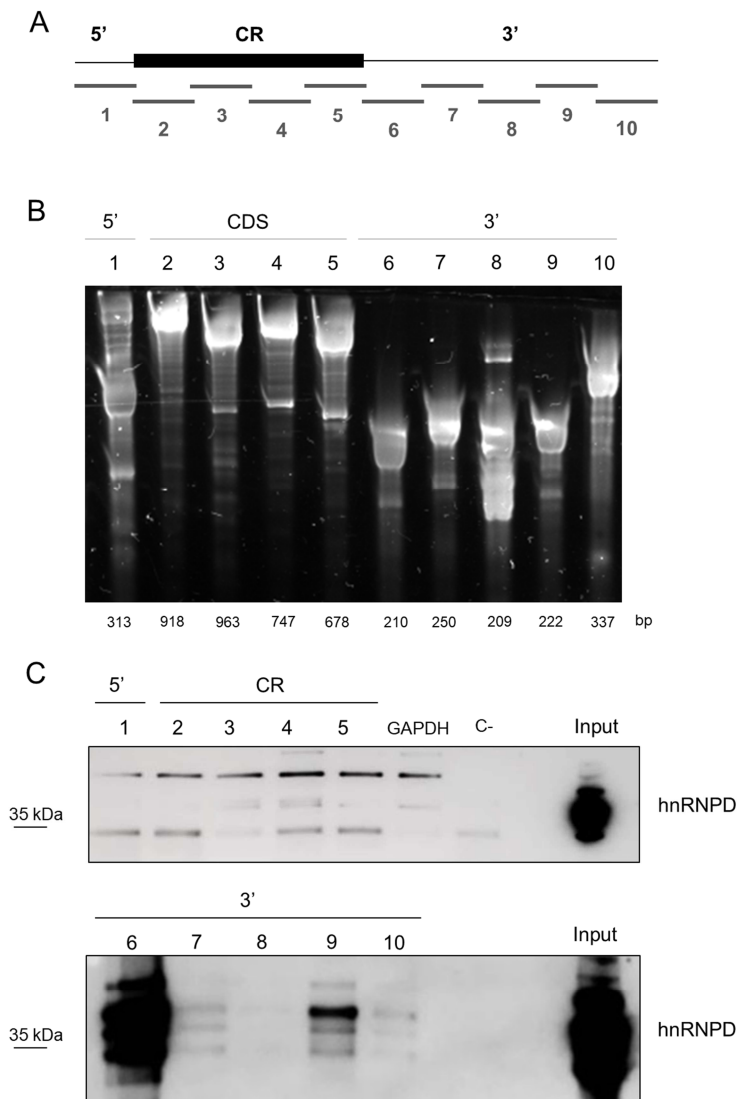 A
5’ CR 3’
1 3 5 7 9
2 4 6 8 10
B
5’ CDS 3’
1 2 3 4 5 6 7 8 9 10
313 918 963 747 678 210 250 209 222 337 bp
C
5’ CR
1 2 3 4 5 GAPDH C- Input
35 kDa hnRNPD
3’
6 7 8 9 10 Input
35 kDa hnRNPD